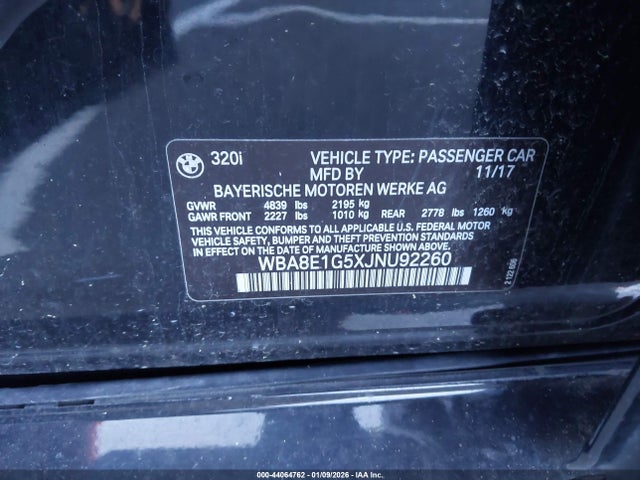 320i VEHICLE TYPE: PASSENGER CAR
MFD BY 11/17
BAYERISCHE MOTOREN WERKE AG
GVWR 4839 lbs 2195 kg
GAWR FRONT 2227 lbs 1010 kg REAR 2778 lbs 1260 kg
THIS VEHICLE CONFORMS TO ALL APPLICABLE U.S. FEDERAL MOTOR
VEHICLE SAFETY, BUMPER AND THEFT PREVENTION STANDARDS IN
EFFECT ON THE DATE OF MANUFACTURE SHOWN ABOVE.
WBA8E1G5XJNU92260
000-44064762 - 01/09/2026 - IAA Inc.